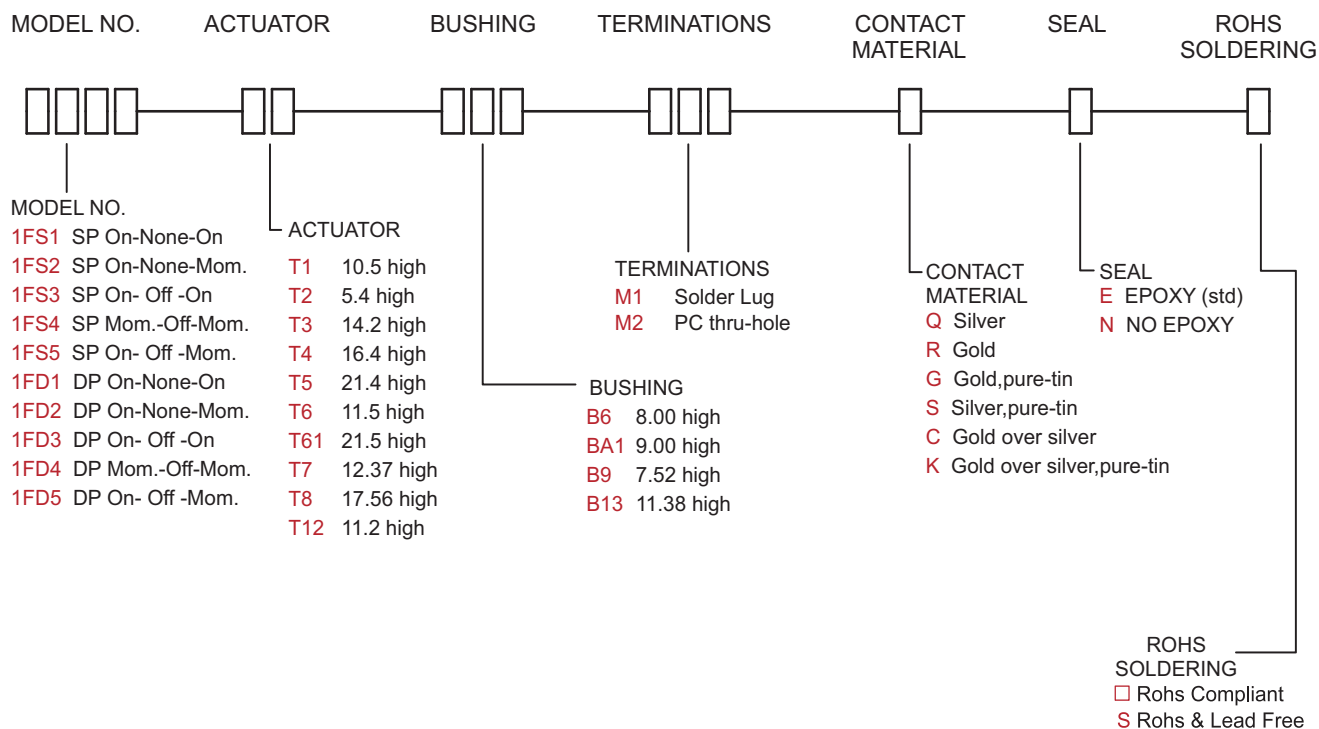 MODEL NO.
ACTUATOR
BUSHING
TERMINATIONS
CONTACT
MATERIAL
SEAL
ROHS
SOLDERING
MODEL NO.
1FS1 SP On-None-On
1FS2 SP On-None-Mom.
1FS3 SP On- Off -On
1FS4 SP Mom.-Off-Mom.
1FS5 SP On- Off -Mom.
1FD1 DP On-None-On
1FD2 DP On-None-Mom.
1FD3 DP On- Off -On
1FD4 DP Mom.-Off-Mom.
1FD5 DP On- Off -Mom.
ACTUATOR
T1 10.5 high
T2 5.4 high
T3 14.2 high
T4 16.4 high
T5 21.4 high
T6 11.5 high
T61 21.5 high
T7 12.37 high
T8 17.56 high
T12 11.2 high
BUSHING
B6 8.00 high
BA1 9.00 high
B9 7.52 high
B13 11.38 high
TERMINATIONS
M1 Solder Lug
M2 PC thru-hole
CONTACT
MATERIAL
Q Silver
R Gold
G Gold,pure-tin
S Silver,pure-tin
C Gold over silver
K Gold over silver,pure-tin
SEAL
E EPOXY (std)
N NO EPOXY
ROHS
SOLDERING
□ Rohs Compliant
S Rohs & Lead Free